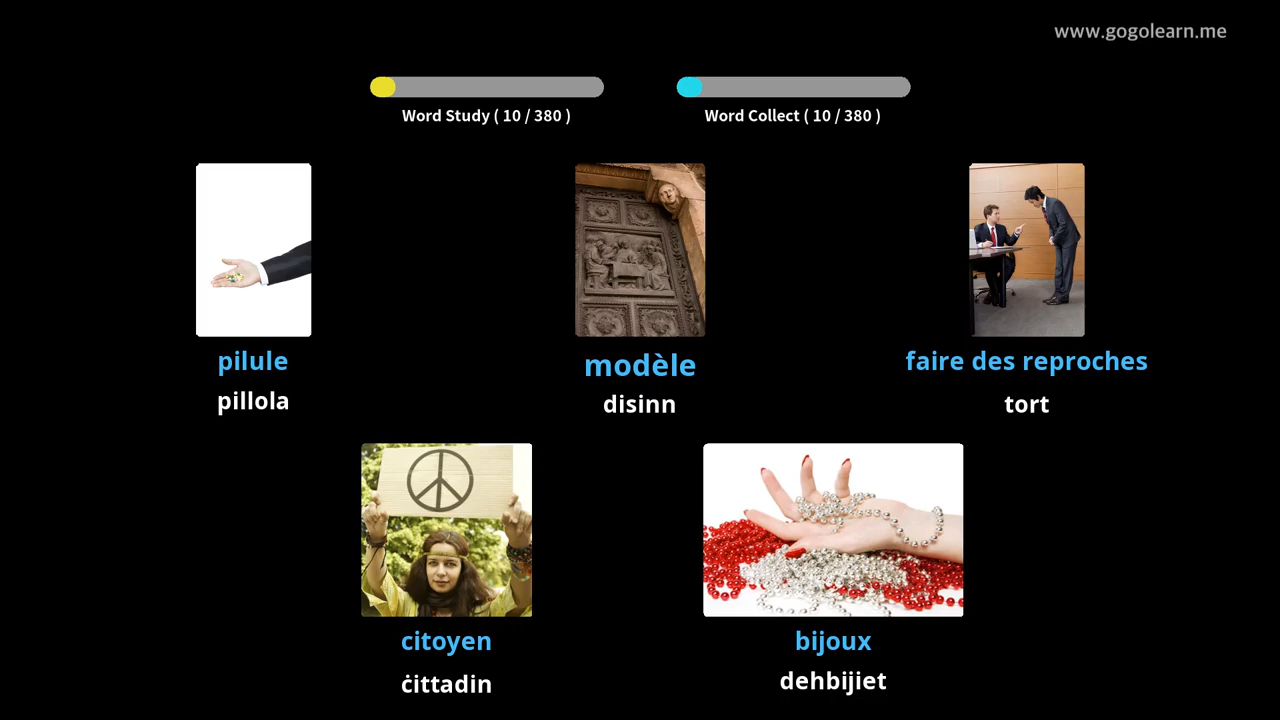 www.gogolearn.me
Word Study ( 10 / 380 )
Word Collect ( 10 / 380 )
pilule
pillola
modèle
disinn
faire des reproches
tort
citoyen
ċittadin
bijoux
dehbijiet